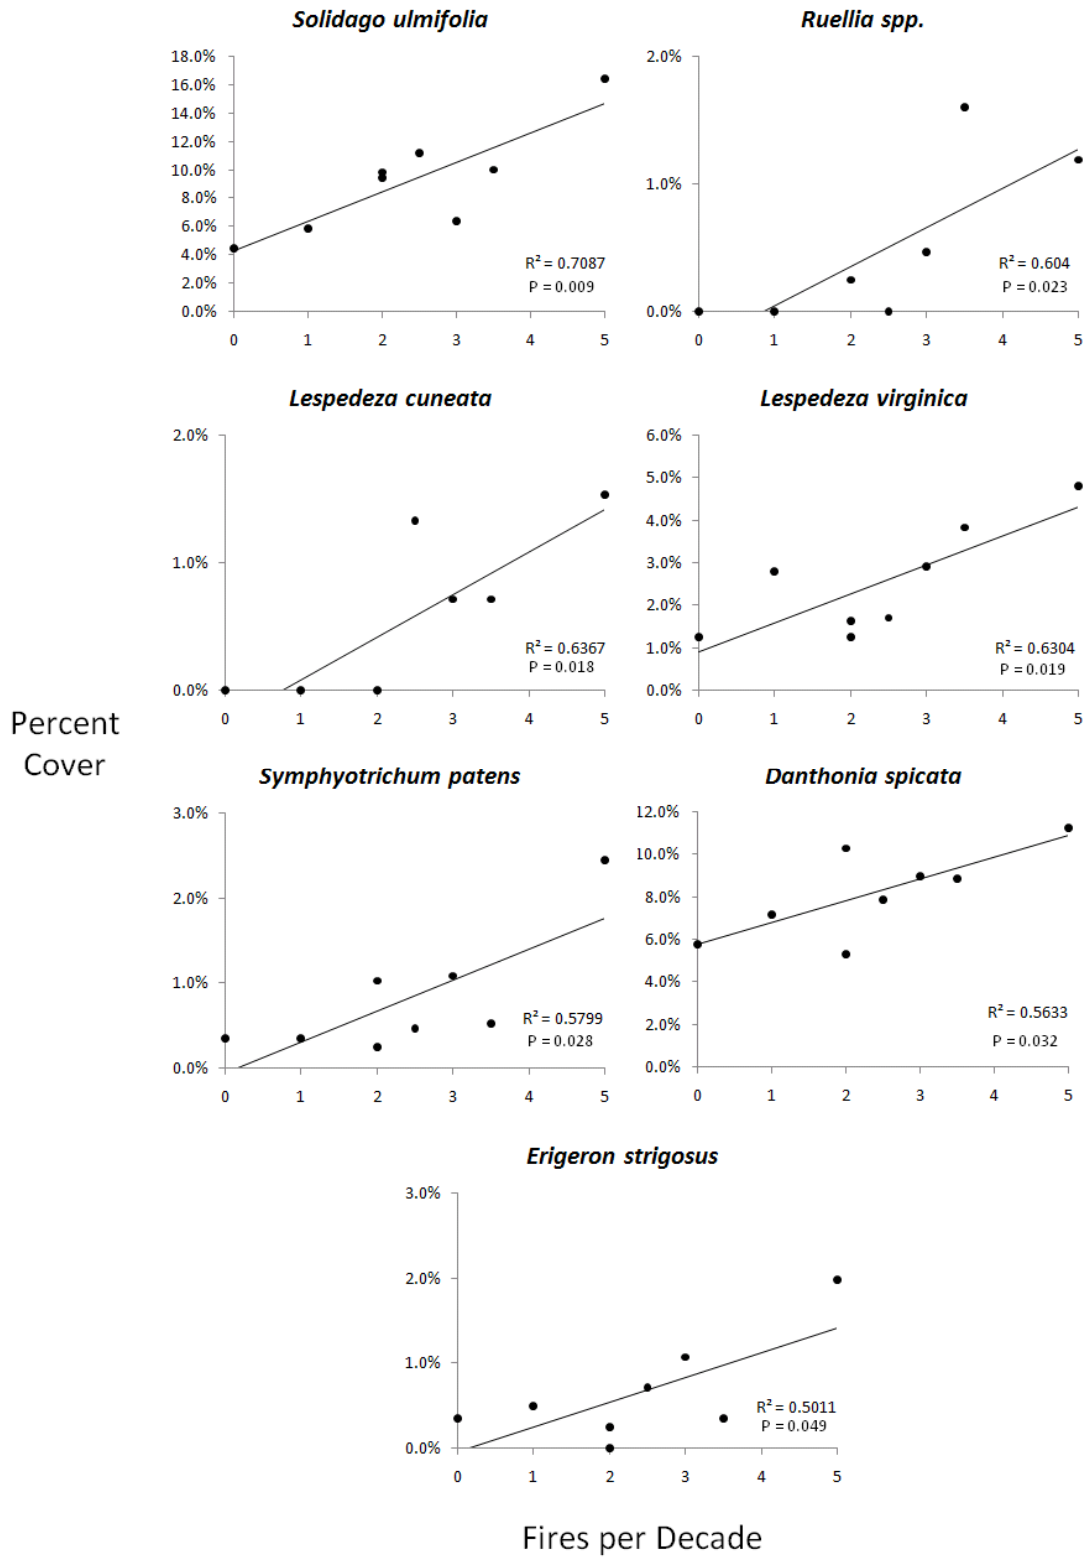 Solidago ulmifolia
18.0%
16.0%
14.0%
12.0%
10.0%
8.0%
6.0%
4.0%
2.0%
0.0%
R² = 0.7087
P = 0.009
0 1 2 3 4 5
Ruellia spp.
2.0%
1.0%
0.0%
R² = 0.604
P = 0.023
0 1 2 3 4 5
Lespedeza cuneata
2.0%
1.0%
0.0%
R² = 0.6367
P = 0.018
0 1 2 3 4 5
Lespedeza virginica
6.0%
5.0%
4.0%
3.0%
2.0%
1.0%
0.0%
R² = 0.6304
P = 0.019
0 1 2 3 4 5
Percent
Cover
Symphyotrichum patens
3.0%
2.0%
1.0%
0.0%
R² = 0.5799
P = 0.028
0 1 2 3 4 5
Danthonia spicata
12.0%
10.0%
8.0%
6.0%
4.0%
2.0%
0.0%
R² = 0.5633
P = 0.032
0 1 2 3 4 5
Erigeron strigosus
3.0%
2.0%
1.0%
0.0%
R² = 0.5011
P = 0.049
0 1 2 3 4 5
Fires per Decade